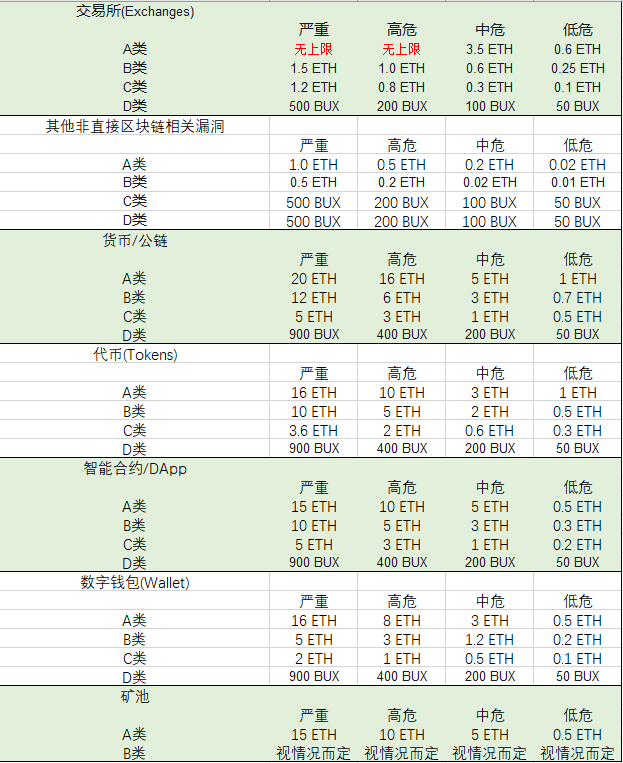 交易所(Exchanges)
严重 高危 中危 低危
A类 无上限 无上限 3.5 ETH 0.6 ETH
B类 1.5 ETH 1.0 ETH 0.6 ETH 0.25 ETH
C类 1.2 ETH 0.8 ETH 0.3 ETH 0.1 ETH
D类 500 BUX 200 BUX 100 BUX 50 BUX
其他非直接区块链相关漏洞
严重 高危 中危 低危
A类 1.0 ETH 0.5 ETH 0.2 ETH 0.02 ETH
B类 0.5 ETH 0.2 ETH 0.02 ETH 0.01 ETH
C类 500 BUX 200 BUX 100 BUX 50 BUX
D类 500 BUX 200 BUX 100 BUX 50 BUX
货币/公链
严重 高危 中危 低危
A类 20 ETH 16 ETH 5 ETH 1 ETH
B类 12 ETH 6 ETH 3 ETH 0.7 ETH
C类 5 ETH 3 ETH 1 ETH 0.5 ETH
D类 900 BUX 400 BUX 200 BUX 50 BUX
代币(Tokens)
严重 高危 中危 低危
A类 16 ETH 10 ETH 3 ETH 1 ETH
B类 10 ETH 5 ETH 2 ETH 0.5 ETH
C类 3.6 ETH 2 ETH 0.6 ETH 0.3 ETH
D类 900 BUX 400 BUX 200 BUX 50 BUX
智能合约/DApp
严重 高危 中危 低危
A类 15 ETH 10 ETH 5 ETH 0.5 ETH
B类 10 ETH 5 ETH 3 ETH 0.3 ETH
C类 5 ETH 3 ETH 1 ETH 0.2 ETH
D类 900 BUX 400 BUX 200 BUX 50 BUX
数字钱包(Wallet)
严重 高危 中危 低危
A类 16 ETH 8 ETH 3 ETH 0.5 ETH
B类 5 ETH 3 ETH 1.2 ETH 0.2 ETH
C类 2 ETH 1 ETH 0.5 ETH 0.1 ETH
D类 900 BUX 400 BUX 200 BUX 50 BUX
矿池
严重 高危 中危 低危
A类 15 ETH 10 ETH 5 ETH 0.5 ETH
B类 视情况而定 视情况而定 视情况而定 视情况而定